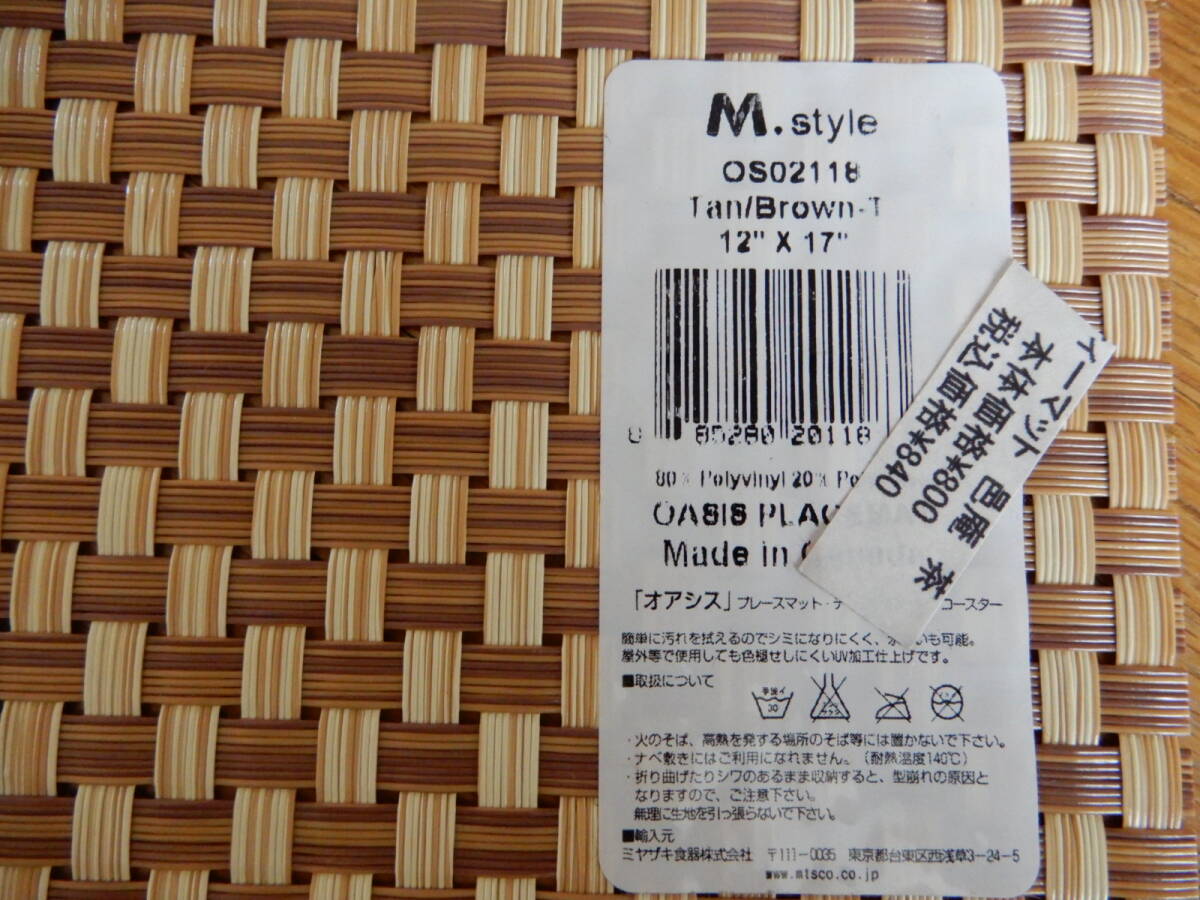 M.style
OS02118
Tan/Brown-T
12" X 17"
8 85280 20118
80% Polyvinyl 20% Po
OASIS PLAC
Made in
「オアシス」プレースマット・テ コースター
簡単に汚れを拭えるのでシミになりにくく、水 いも可能。
屋外等で使用しても色褪せしにくいUV加工仕上げです。
■取扱について
手洗イ
30
・火のそば、高熱を発する場所のそば等には置かないで下さい。
・ナベ敷きにはご利用になれません。(耐熱温度140℃)
・折り曲げたりシワのあるまま収納すると、型崩れの原因と
なりますので、ご注意下さい。
無理に生地を引っ張らないで下さい。
■輸入元
ミヤザキ食器株式会社 〒111-0035 東京都台東区西浅草3-24-5
www.mtsco.co.jp
ィーマット 邑庵 栃
本体価格¥800
税込価格¥840